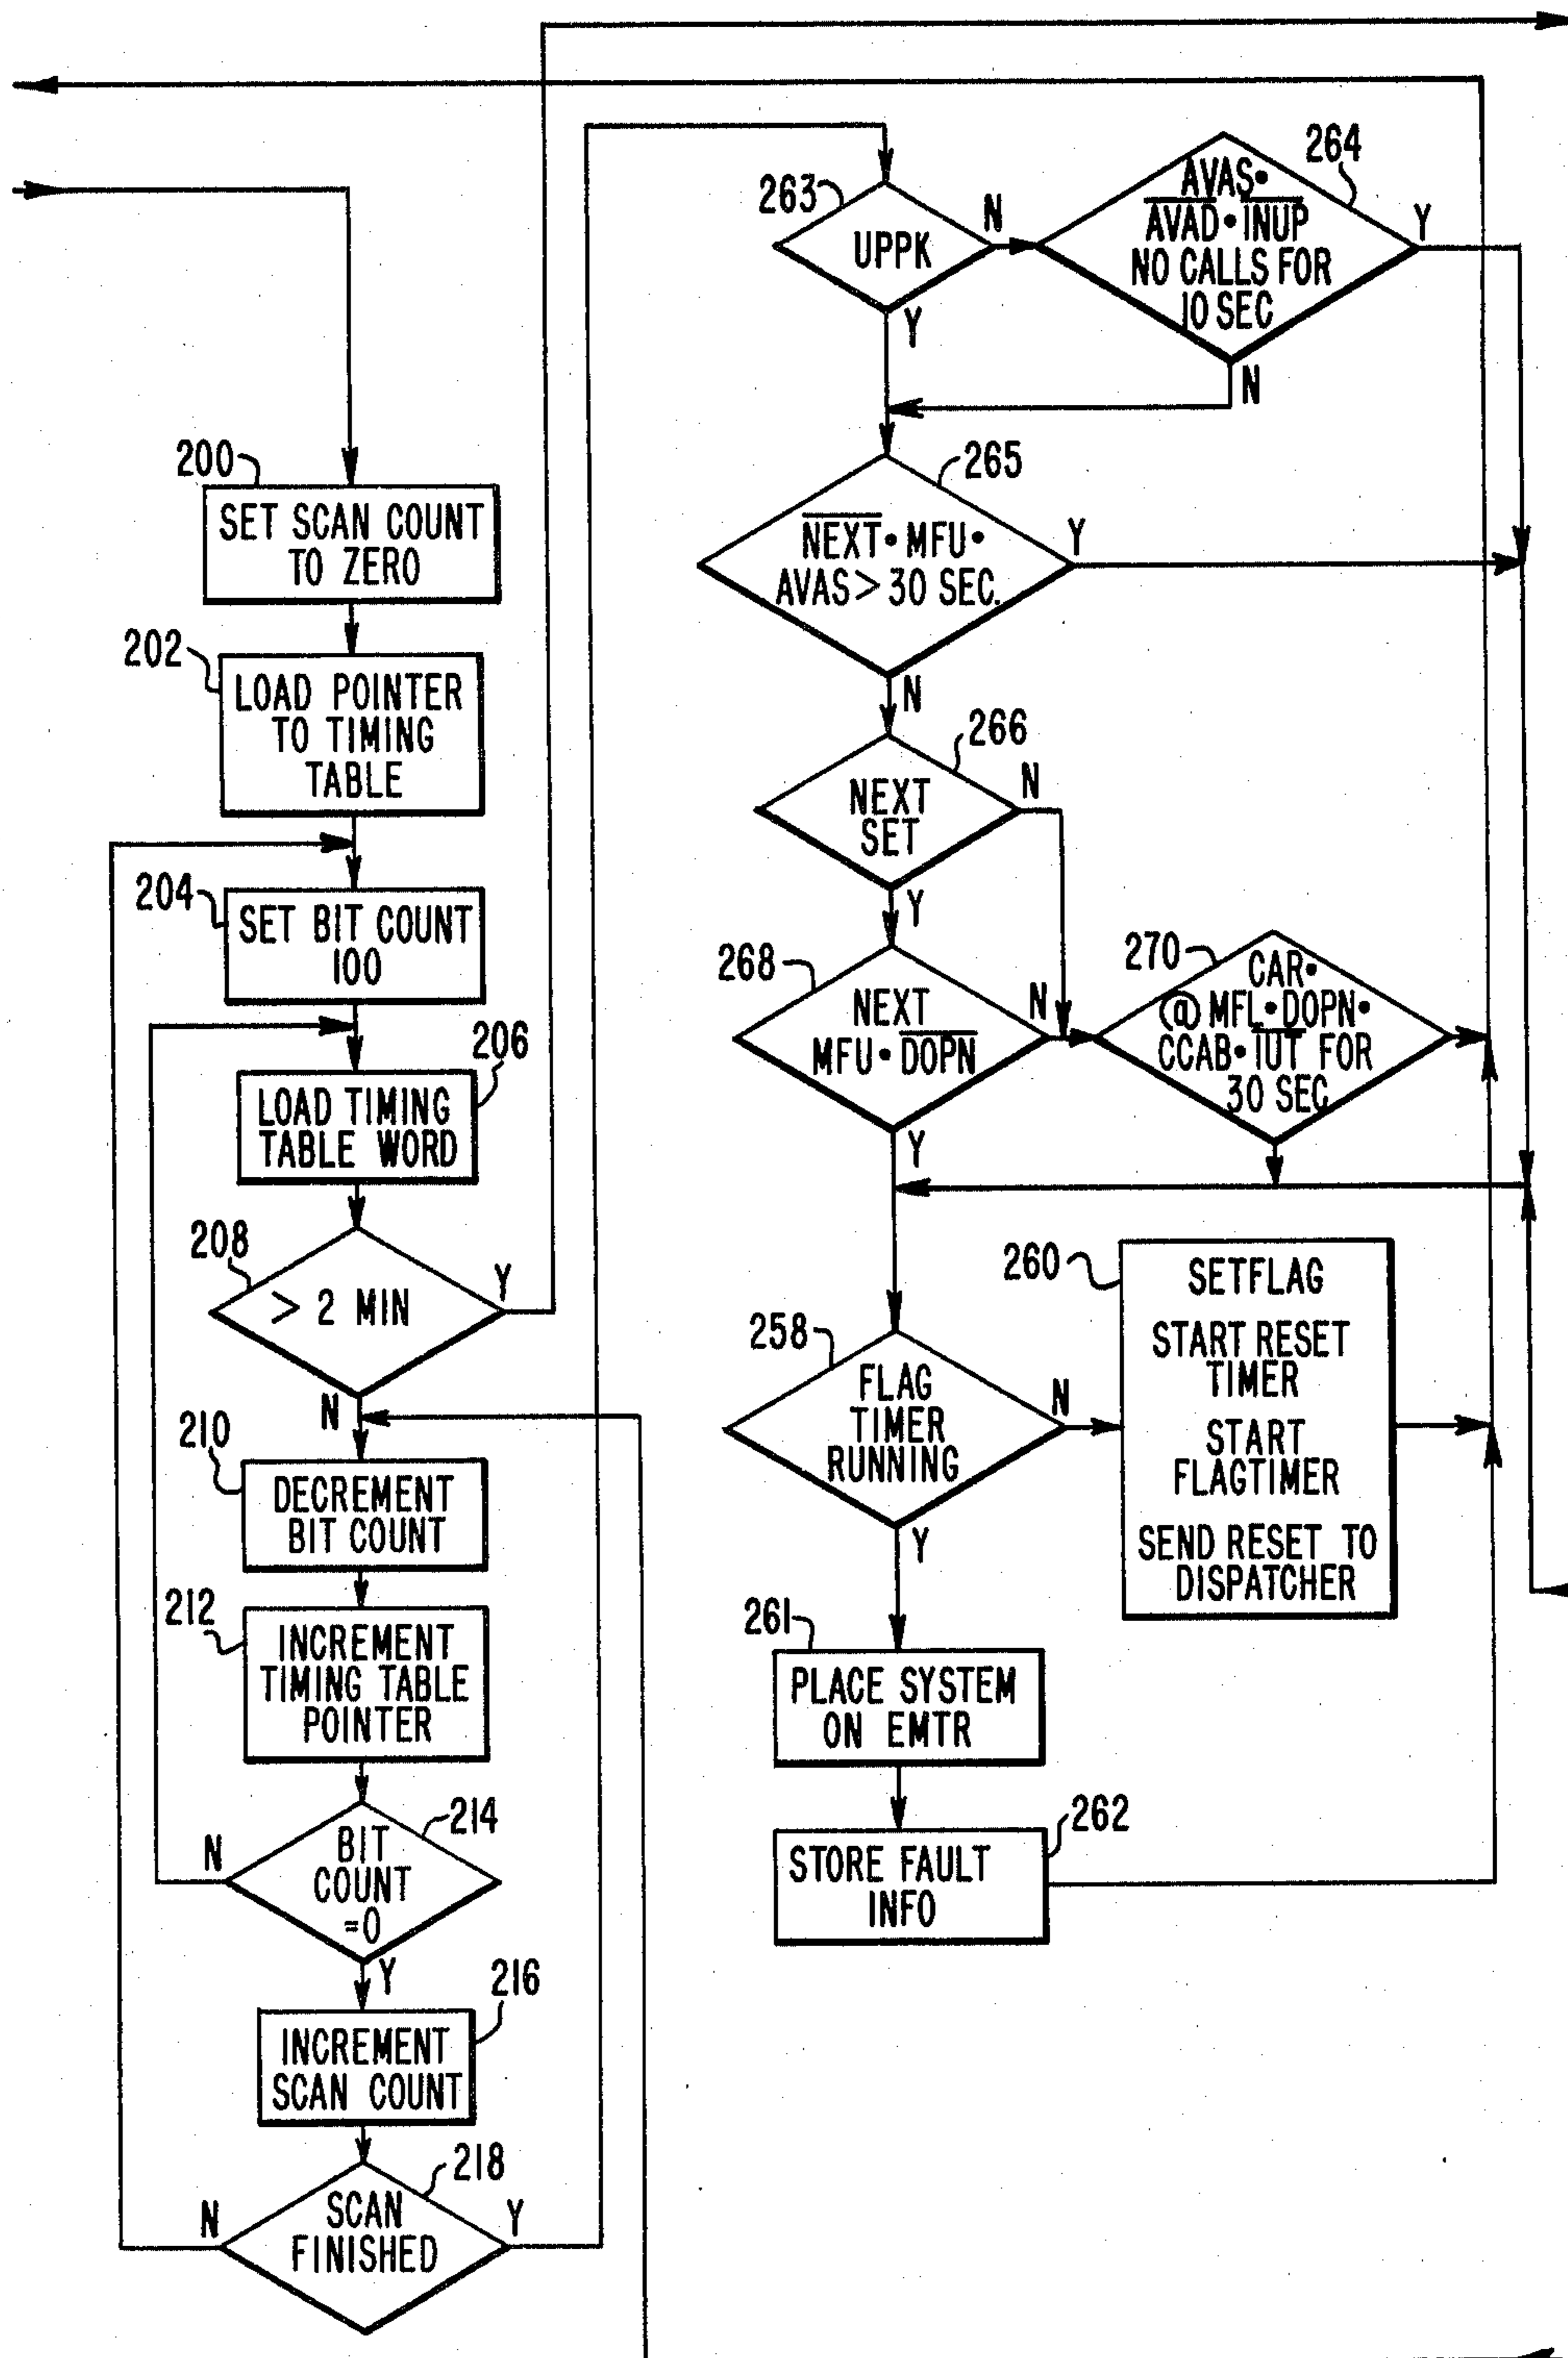 200
SET SCAN COUNT
TO ZERO
202
LOAD POINTER
TO TIMING
TABLE
204
SET BIT COUNT
100
206
LOAD TIMING
TABLE WORD
208
> 2 MIN
Y
N
210
DECREMENT
BIT COUNT
212
INCREMENT
TIMING TABLE
POINTER
214
BIT
COUNT
=0
N
Y
216
INCREMENT
SCAN COUNT
218
SCAN
FINISHED
N
Y
263
UPPK
N
Y
264
AVAS•
A̅V̅A̅D̅•I̅N̅U̅P̅
NO CALLS FOR
10 SEC
Y
N
265
N̅E̅X̅T̅•MFU•
AVAS> 30 SEC.
Y
N
266
NEXT
SET
N
Y
268
NEXT
MFU•D̅O̅P̅N̅
N
Y
270
CAR•
@ MFL•DOPN•
CCAB•I̅U̅T̅ FOR
30 SEC
258
FLAG
TIMER
RUNNING
N
Y
260
SETFLAG
START RESET
TIMER
START
FLAGTIMER
SEND RESET TO
DISPATCHER
261
PLACE SYSTEM
ON EMTR
262
STORE FAULT
INFO